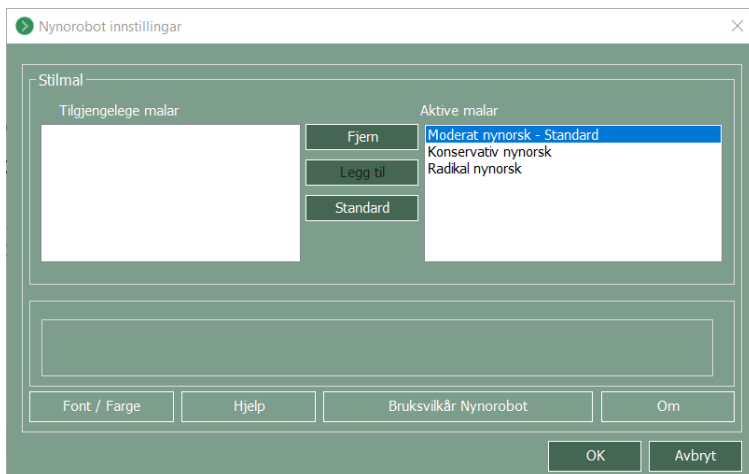 Nynorobot innstillingar
Stilmal
Tilgjengelege malar
Aktive malar
Fjern
Legg til
Standard
Moderat nynorsk - Standard
Konservativ nynorsk
Radikal nynorsk
Font / Farge
Hjelp
Bruksvilkår Nynorobot
Om
OK
Avbryt